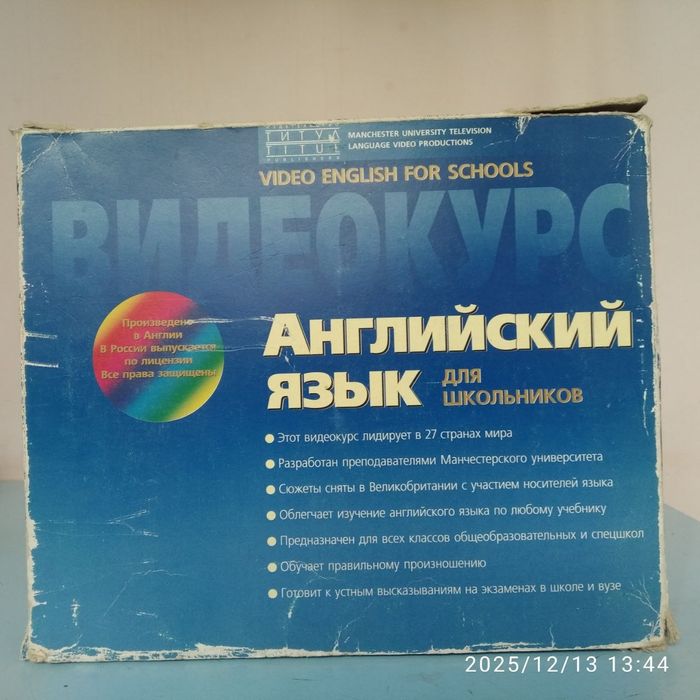 ТИТУЛ
TITUL
PUBLISHERS
MANCHESTER UNIVERSITY TELEVISION
LANGUAGE VIDEO PRODUCTIONS
VIDEO ENGLISH FOR SCHOOLS
ВИДЕОКУРС
Произведено
в Англии
В России выпускается
по лицензии
Все права защищены
АНГЛИЙСКИЙ
ЯЗЫК ДЛЯ
ШКОЛЬНИКОВ
Этот видеокурс лидирует в 27 странах мира
Разработан преподавателями Манчестерского университета
Сюжеты сняты в Великобритании с участием носителей языка
Облегчает изучение английского языка по любому учебнику
Предназначен для всех классов общеобразовательных и спецшкол
Обучает правильному произношению
Готовит к устным высказываниям на экзаменах в школе и вузе
2025/12/13 13:44